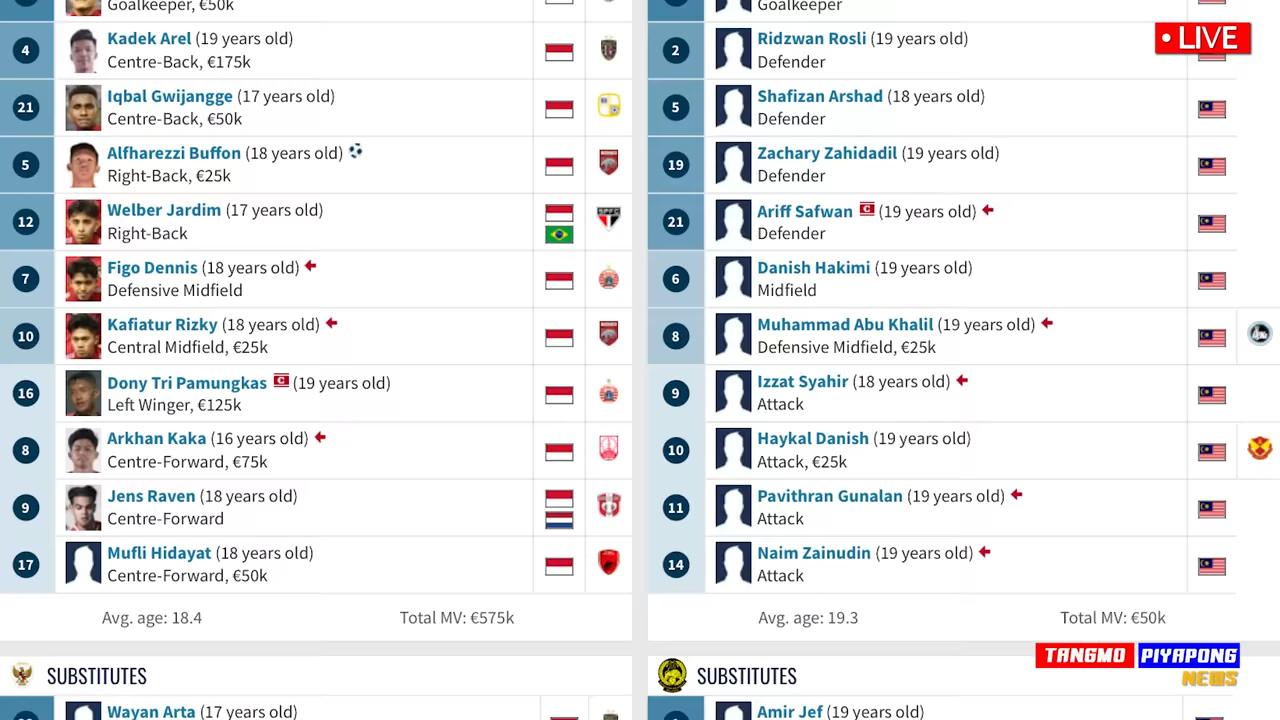 Goalkeeper, €50k
4
Kadek Arel (19 years old)
Centre-Back, €175k
21
Iqbal Gwijangge (17 years old)
Centre-Back, €50k
5
Alfharezzi Buffon (18 years old)
Right-Back, €25k
12
Welber Jardim (17 years old)
Right-Back
7
Figo Dennis (18 years old)
Defensive Midfield
10
Kafiatur Rizky (18 years old)
Central Midfield, €25k
16
Dony Tri Pamungkas (19 years old)
Left Winger, €125k
8
Arkhan Kaka (16 years old)
Centre-Forward, €75k
9
Jens Raven (18 years old)
Centre-Forward
17
Mufli Hidayat (18 years old)
Centre-Forward, €50k
Avg. age: 18.4 Total MV: €575k
SUBSTITUTES
Wayan Arta (17 years old)
Goalkeeper
2
Ridzwan Rosli (19 years old)
Defender
5
Shafizan Arshad (18 years old)
Defender
19
Zachary Zahidadil (19 years old)
Defender
21
Ariff Safwan (19 years old)
Defender
6
Danish Hakimi (19 years old)
Midfield
8
Muhammad Abu Khalil (19 years old)
Defensive Midfield, €25k
9
Izzat Syahir (18 years old)
Attack
10
Haykal Danish (19 years old)
Attack, €25k
11
Pavithran Gunalan (19 years old)
Attack
14
Naim Zainudin (19 years old)
Attack
Avg. age: 19.3 Total MV: €50k
SUBSTITUTES
Amir Jef (19 years old)
LIVE
TANGMO PIYAPONG
NEWS